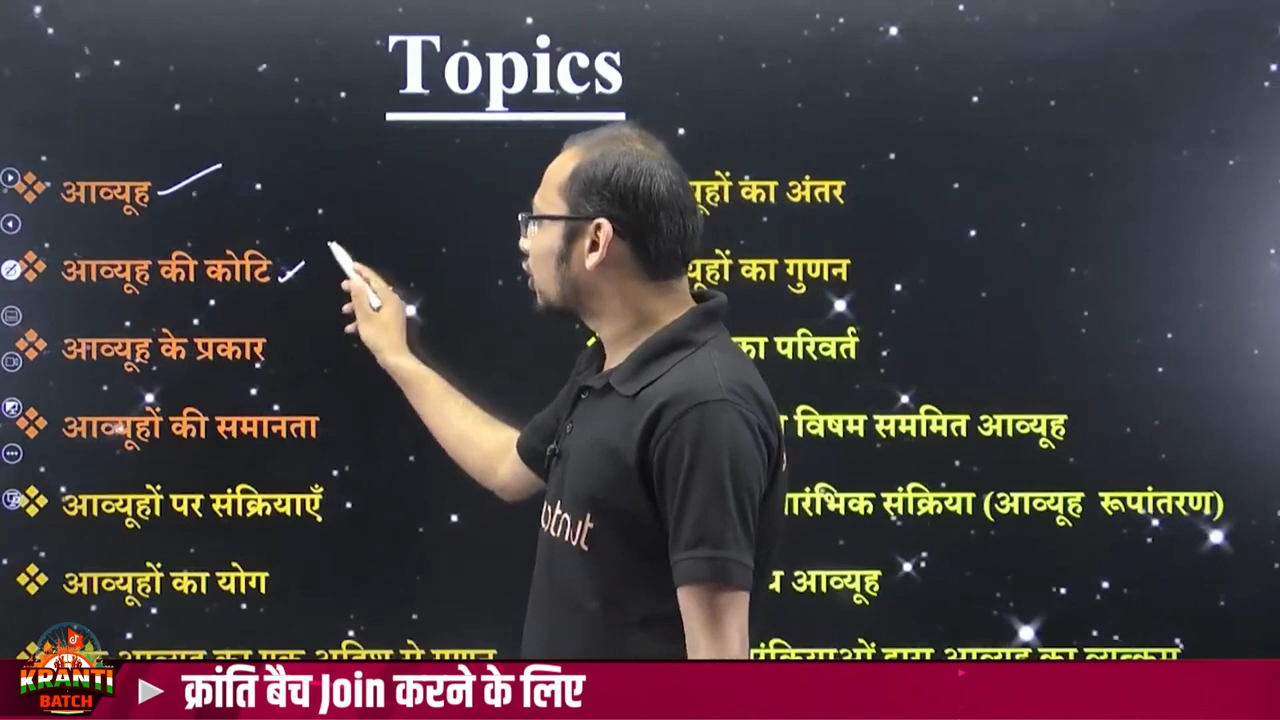 Topics
आव्यूह
आव्यूह की कोटि
आव्यूह के प्रकार
आव्यूहों की समानता
आव्यूहों पर संक्रियाएँ
आव्यूहों का योग
का अंतर
का गुणन
का परिवर्त
विषम सममित आव्यूह
संक्रिया (आव्यूह रूपांतरण)
आव्यूह
KRANTI
BATCH
क्रांति बैच Join करने के लिए